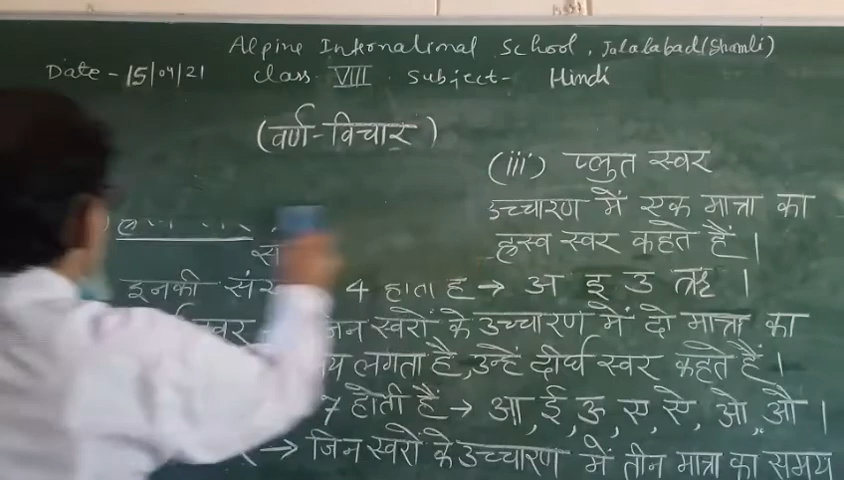 Alpine International School, Jalalabad(Shamli)
Date - 15/04/21 Class VIII Subject- Hindi
(वर्ण-विचार)
(iii) प्लुत स्वर
उच्चारण में एक मात्रा का
ह्रस्व स्वर कहते हैं।
इनकी 4 होती है → अ इ उ ऋ।
जिन स्वरों के उच्चारण में दो मात्रा का
लगता है, उन्हें दीर्घ स्वर कहते हैं।
7 होती हैं → आ, ई, ऊ, ए, ऐ, ओ, औ।
→ जिन स्वरों के उच्चारण में तीन मात्रा का समय